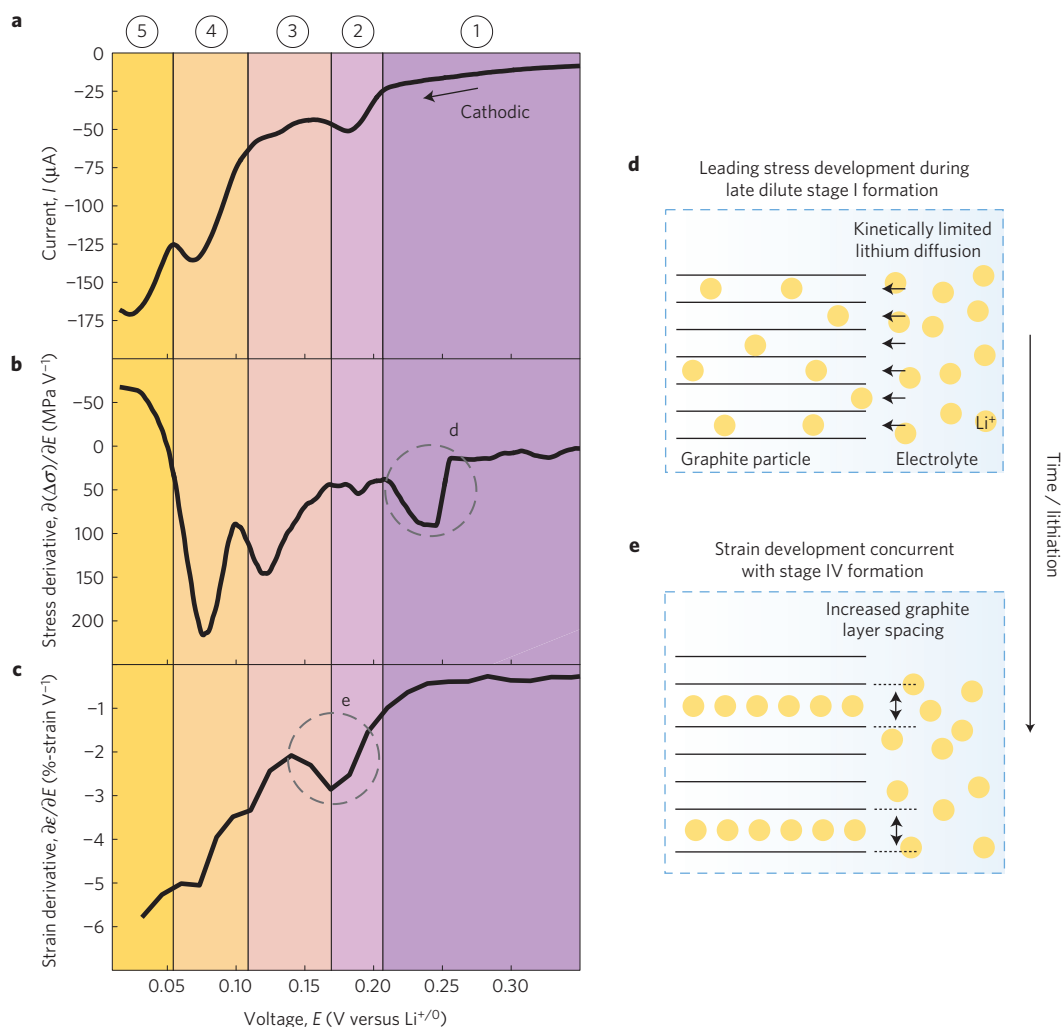 a
5 4 3 2 1
0
−25
−50
−75
−100
−125
−150
−175
Current, I (µA)
Cathodic
b
−50
0
50
100
150
200
Stress derivative, ∂(Δσ)/∂E (MPa V⁻¹)
d
c
−1
−2
−3
−4
−5
−6
Strain derivative, ∂ε/∂E (%-strain V⁻¹)
e
0.05 0.10 0.15 0.20 0.25 0.30
Voltage, E (V versus Li⁺/⁰)
d
Leading stress development during
late dilute stage I formation
Kinetically limited
lithium diffusion
Li⁺
Graphite particle Electrolyte
e
Strain development concurrent
with stage IV formation
Increased graphite
layer spacing
Time / lithiation